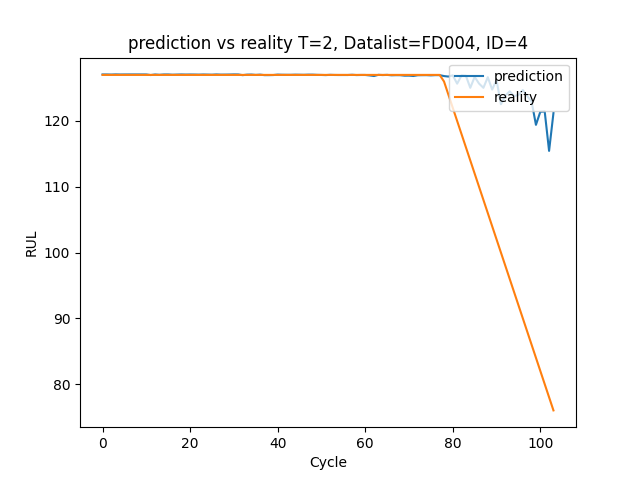 prediction vs reality T=2, Datalist=FD004, ID=4
prediction
reality
RUL
120
110
100
90
80
0
20
40
60
80
100
Cycle